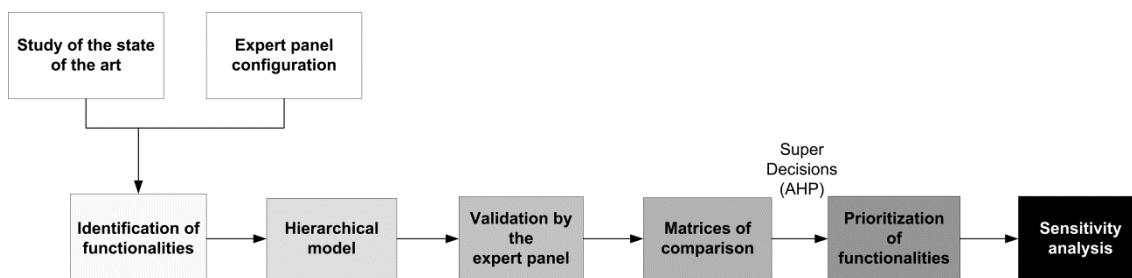 Study of the state
of the art
Expert panel
configuration
Super
Decisions
(AHP)
Identification of
functionalities
Hierarchical
model
Validation by
the
expert panel
Matrices of
comparison
Prioritization
of
functionalities
Sensitivity
analysis